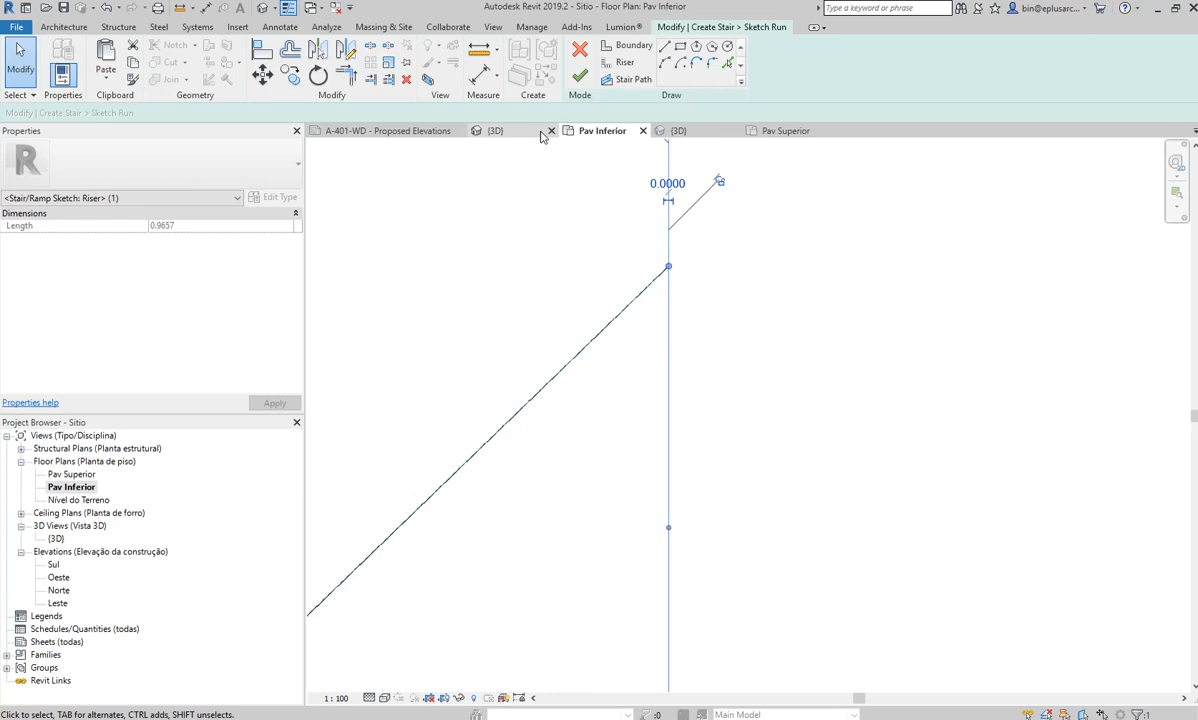 Autodesk Revit 2019.2 - Sitio - Floor Plan: Pav Inferior
Type a keyword or phrase
bin@eplusarc...
File Architecture Structure Steel Systems Insert Annotate Analyze Massing & Site Collaborate View Manage Add-Ins Lumion® Modify | Create Stair > Sketch Run
Modify
Properties
Paste
Notch
Cut
Join
Boundary
Riser
Stair Path
Select Properties Clipboard Geometry Modify View Measure Create Mode Draw
Modify | Create Stair > Sketch Run
Properties
A-401-WD - Proposed Elevations
(3D)
Pav Inferior
(3D)
Pav Superior
<Stair/Ramp Sketch: Riser> (1)
Edit Type
Dimensions
Length 0.9657
0.0000
Properties help
Apply
Project Browser - Sitio
Views (Tipo/Disciplina)
Structural Plans (Planta estrutural)
Floor Plans (Planta de piso)
Pav Superior
Pav Inferior
Nível do Terreno
Ceiling Plans (Planta de forro)
3D Views (Vista 3D)
{3D}
Elevations (Elevação da construção)
Sul
Oeste
Norte
Leste
Legends
Schedules/Quantities (todas)
Sheets (todas)
Families
Groups
Revit Links
1 : 100
Click to select, TAB for alternates, CTRL adds, SHIFT unselects.
:0
Main Model
:1